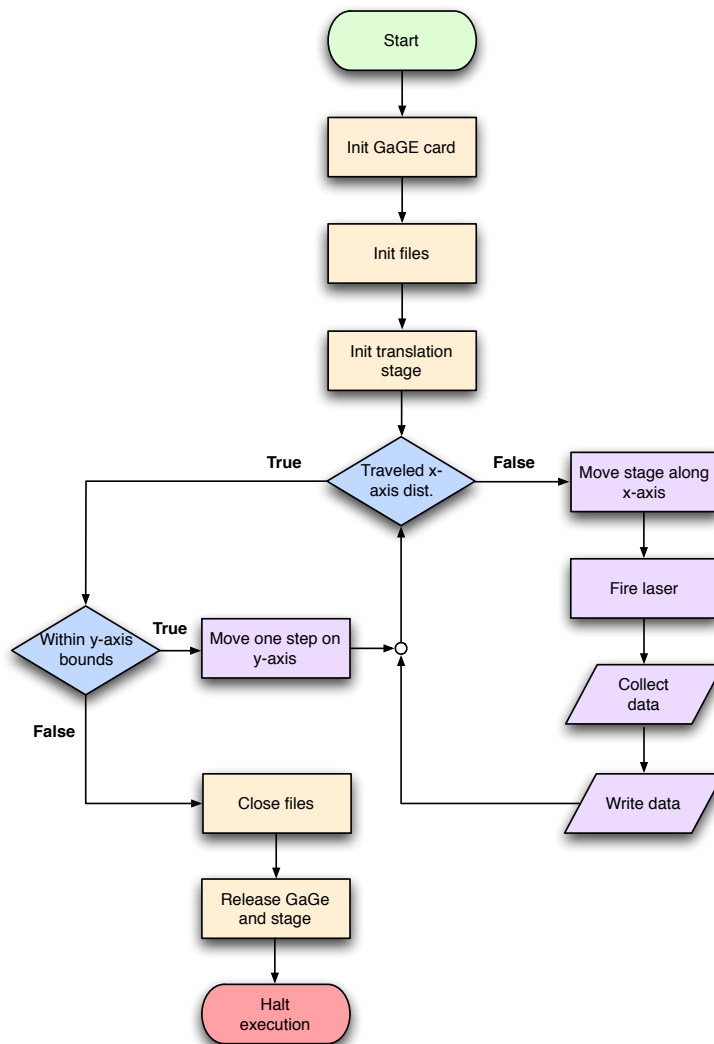 Start
Init GaGE card
Init files
Init translation
stage
True
Traveled x-
axis dist.
False
Move stage along
x-axis
Fire laser
Within y-axis
bounds
True
Move one step on
y-axis
Collect
data
False
Close files
Write data
Release GaGe
and stage
Halt
execution